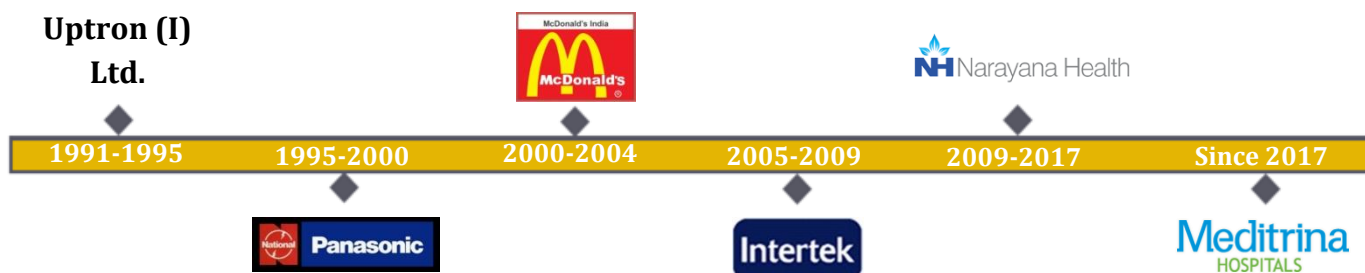 Uptron (I)
Ltd.
McDonald's India
McDonald's
®
NH Narayana Health
1991-1995
1995-2000
2000-2004
2005-2009
2009-2017
Since 2017
National
Panasonic
Intertek
Meditrina
HOSPITALS